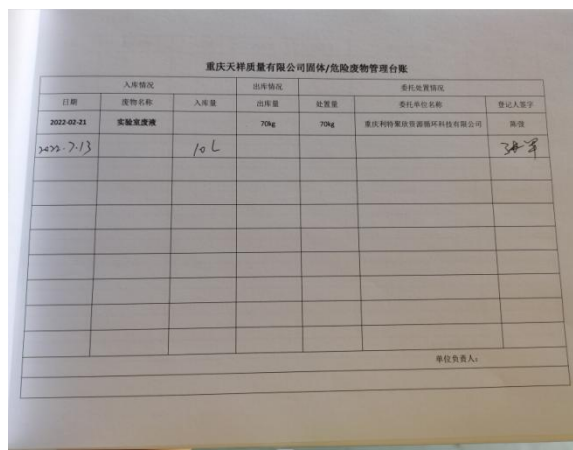 重庆天祥质量有限公司固体/危险废物管理台账
入库情况 出库情况 委托处置情况
日期 废物名称 入库量 出库量 处置量 委托单位名称 登记人签字
2022-02-21 实验室废液 70kg 70kg 重庆利特聚欣资源循环科技有限公司
2022.7.13 10L
单位负责人：